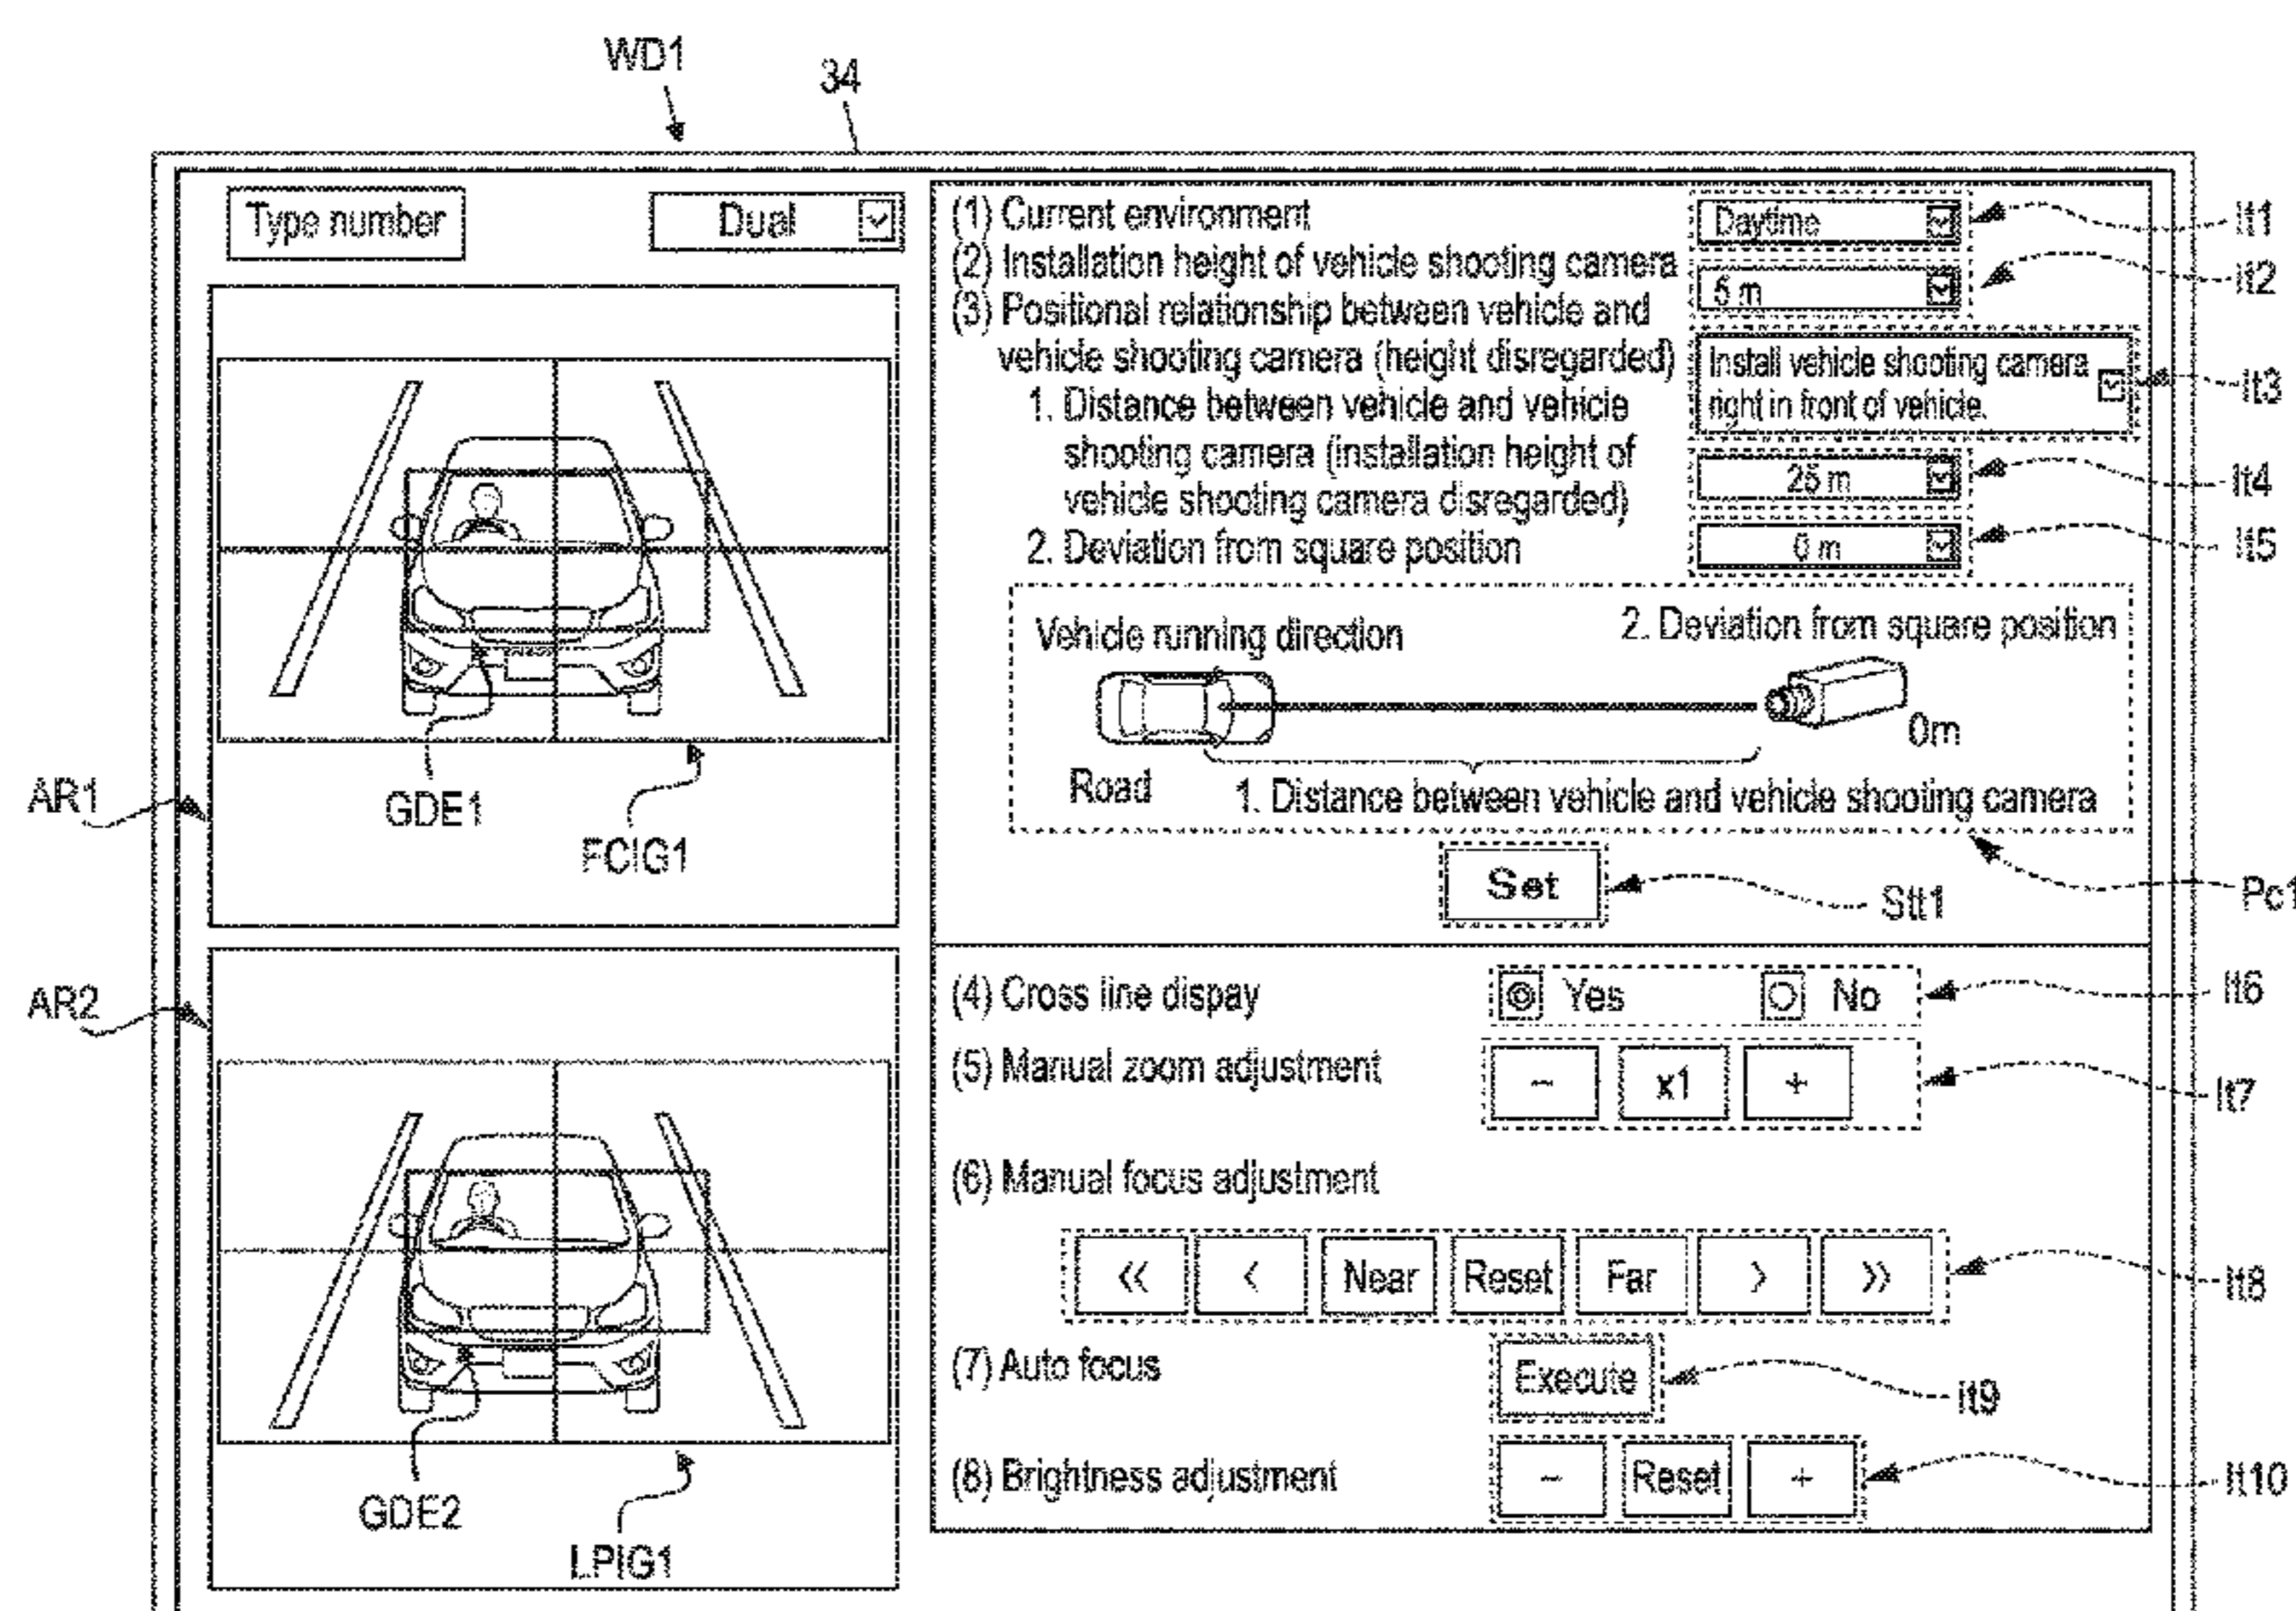 WD1
34
Type number
Dual
(1) Current environment
Daytime
It1
(2) Installation height of vehicle shooting camera
5 m
It2
(3) Positional relationship between vehicle and
vehicle shooting camera (height disregarded)
Install vehicle shooting camera
right in front of vehicle.
It3
1. Distance between vehicle and vehicle
shooting camera (installation height of
vehicle shooting camera disregarded)
25 m
It4
2. Deviation from square position
0 m
It5
Vehicle running direction
2. Deviation from square position
0m
Road
1. Distance between vehicle and vehicle shooting camera
AR1
GDE1
FCIG1
Set
Stt1
Pc1
AR2
(4) Cross line dispay
Yes
No
It6
(5) Manual zoom adjustment
-
x1
+
It7
(6) Manual focus adjustment
<<
<
Near
Reset
Far
>
>>
It8
(7) Auto focus
Execute
It9
(8) Brightness adjustment
-
Reset
+
It10
GDE2
LPIG1